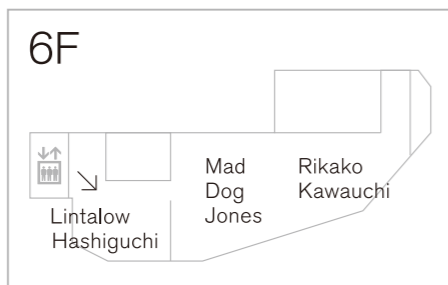 6F
Lintalow
Hashiguchi
Mad
Dog
Jones
Rikako
Kawauchi